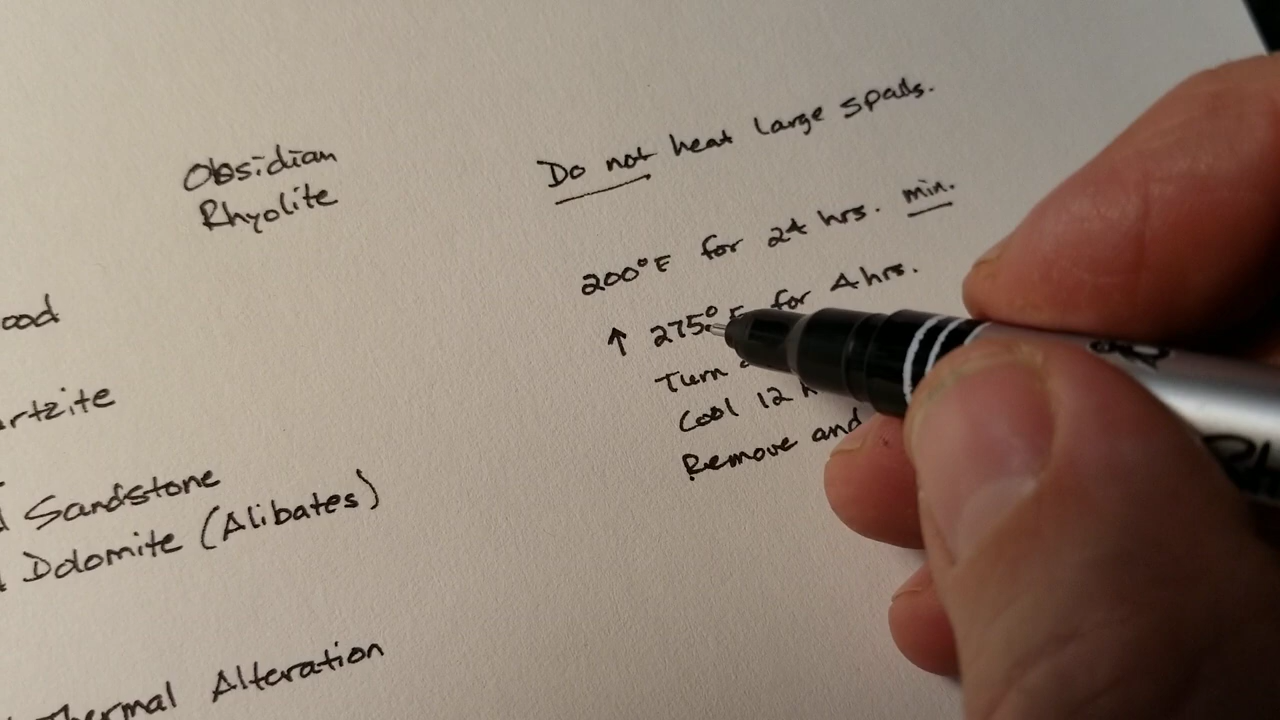 Obsidian
Rhyolite
ood
rtzite
Sandstone
Dolomite (Alibates)
Thermal Alteration
Do not heat large spalls.
200°F for 24 hrs. min.
↑ 275° F for 4 hrs.
Turn
Cool 12 h
Remove and